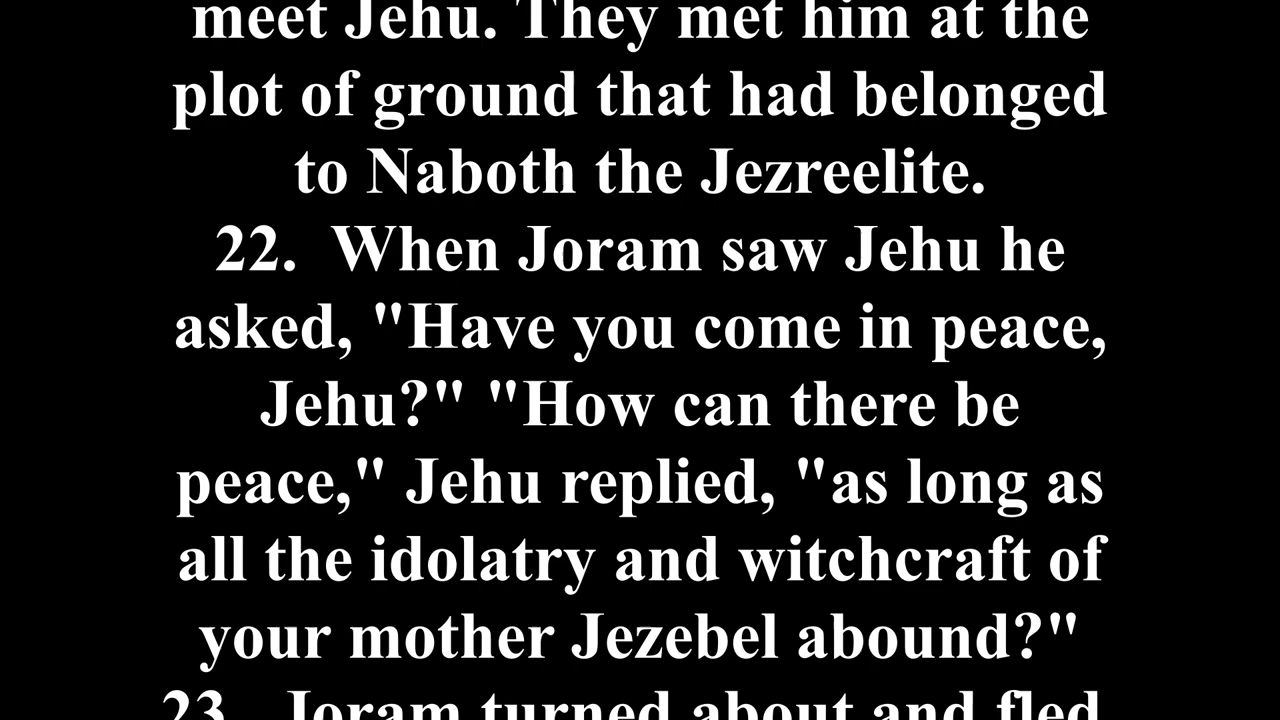 meet Jehu. They met him at the
plot of ground that had belonged
to Naboth the Jezreelite.
22.  When Joram saw Jehu he
asked, "Have you come in peace,
Jehu?" "How can there be
peace," Jehu replied, "as long as
all the idolatry and witchcraft of
your mother Jezebel abound?"
23.  Joram turned about and fled,